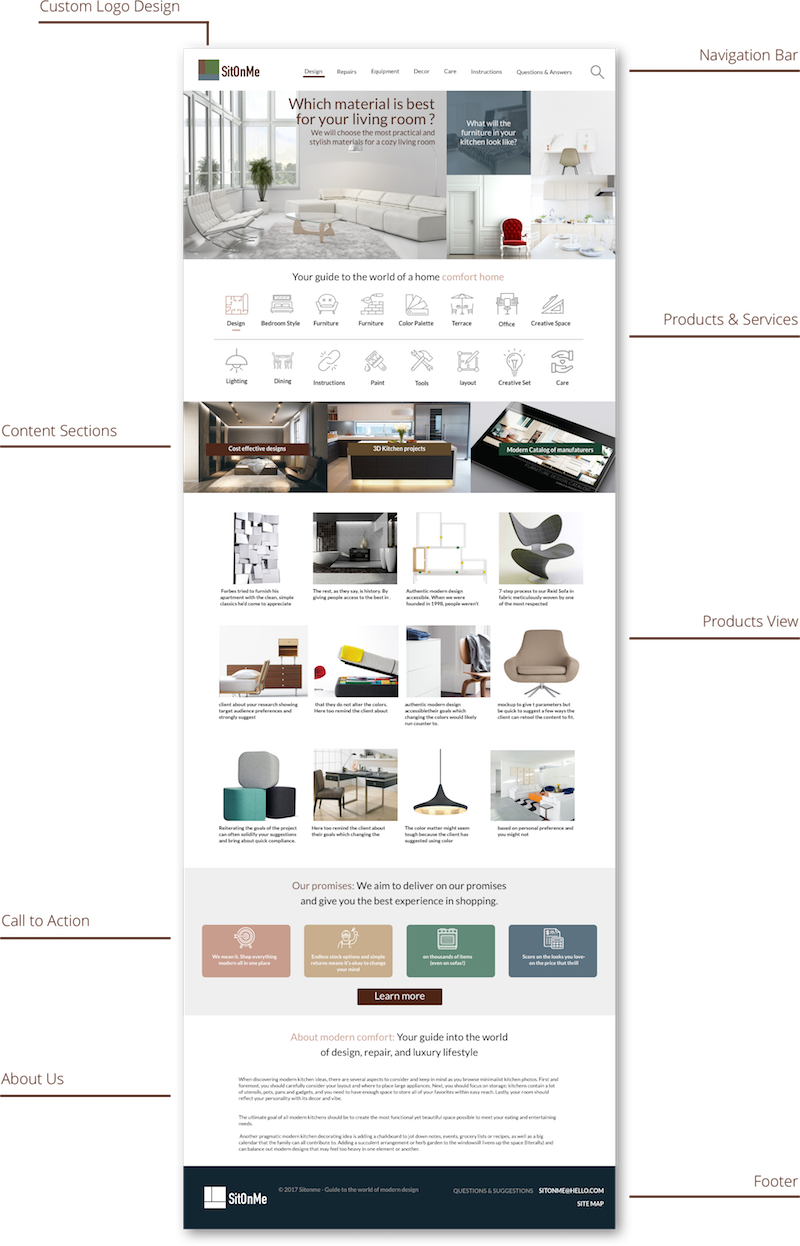 Custom Logo Design
Navigation Bar
SitOnMe
Design Repairs Equipment Decor Care Instructions Questions & Answers
Which material is best
for your living room ?
We will choose the most practical and
stylish materials for a cozy living room
What will the
furniture in your
kitchen look like?
Your guide to the world of a home comfort home
Products & Services
Design Bedroom Style Furniture Furniture Color Palette Terrace Office Creative Space
Lighting Dining Instructions Paint Tools layout Creative Set Care
Content Sections
Cost effective designs
3D Kitchen projects
Modern Catalog of manufaturers
Forbes tried to furnish his
apartment with the clean, simple
classics he'd come to appreciate
The rest, as they say, is history. By
giving people access to the best in .
Authentic modern design
accessible. When we were
founded in 1998, people weren't
7-step process to our Reid Sofa in
fabric meticulously woven by one
of the most respected
Products View
client about your research showing
target audience preferences and
strongly suggest
that they do not alter the colors.
Here too remind the client about
authentic modern design
accessibletheir goals which
changing the colors would likely
run counter to.
mockup to give t parameters but
be quick to suggest a few ways the
client can retool the content to fit.
Reiterating the goals of the project
can often solidify your suggestions
and bring about quick compliance.
Here too remind the client about
their goals which changing the
The color matter might seem
tough because the client has
suggested using color
based on personal preference and
you might not
Call to Action
Our promises: We aim to deliver on our promises
and give you the best experience in shopping.
We mean it. Shop everything
modern all in one place
Endless stock options and simple
returns means it's okay to change
your mind
on thousands of items
(even on sofas!)
Score on the looks you love-
on the price that thrill
Learn more
About Us
About modern comfort: Your guide into the world
of design, repair, and luxury lifestyle
When discovering modern kitchen ideas, there are several aspects to consider and keep in mind as you browse minimalist kitchen photos. First and
foremost, you should carefully consider your layout and where to place large appliances. Next, you should focus on storage; kitchens contain a lot
of utensils, pots, pans and gadgets, and you need to have enough space to store all of your favorites within easy reach. Lastly, your room should
reflect your personality with its decor and vibe.
The ultimate goal of all modern kitchens should be to create the most functional yet beautiful space possible to meet your eating and entertaining
needs.
Another pragmatic modern kitchen decorating idea is adding a chalkboard to jot down notes, events, grocery lists or recipes, as well as a big
calendar that the family can all contribute to. Adding a succulent arrangement or herb garden to the windowsill livens up the space (literally) and
can balance out modern designs that may feel too heavy in one element or another.
Footer
SitOnMe
© 2017 Sitonme - Guide to the world of modern design
QUESTIONS & SUGGESTIONS SITONME@HELLO.COM
SITE MAP